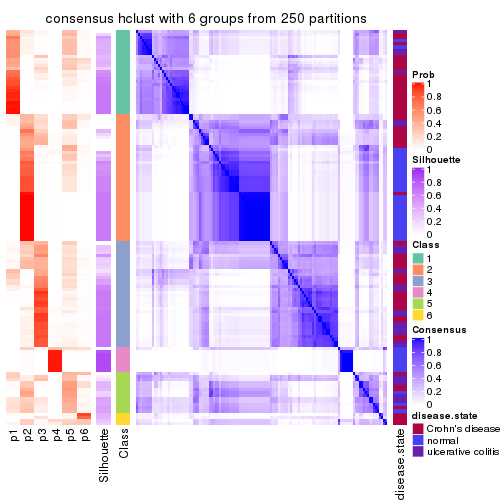 consensus hclust with 6 groups from 250 partitions
Prob
1
0.8
0.6
0.4
0.2
0
Silhouette
1
0.8
0.6
0.4
0.2
0
Class
1
2
3
4
5
6
Consensus
1
0.8
0.6
0.4
0.2
0
disease.state
Crohn's disease
normal
ulcerative colitis
p1
p2
p3
p4
p5
p6
Silhouette
Class
disease.state